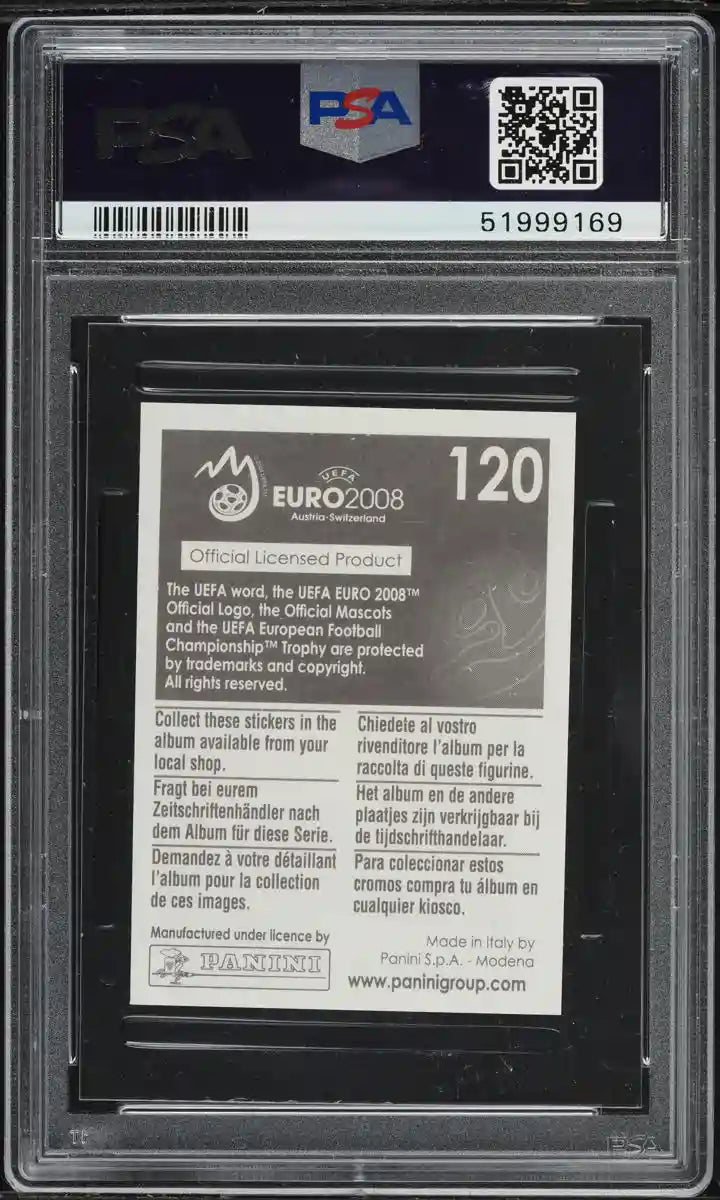 PSA
PSA
51999169
120
UEFA
EURO2008
Austria-Switzerland
Official Licensed Product
The UEFA word, the UEFA EURO 2008™
Official Logo, the Official Mascots
and the UEFA European Football
Championship™ Trophy are protected
by trademarks and copyright.
All rights reserved.
Collect these stickers in the
album available from your
local shop.
Fragt bei eurem
Zeitschriftenhändler nach
dem Album für diese Serie.
Demandez à votre détaillant
l'album pour la collection
de ces images.
Chiedete al vostro
rivenditore l'album per la
raccolta di queste figurine.
Het album en de andere
plaatjes zijn verkrijgbaar bij
de tijdschrifthandelaar.
Para coleccionar estos
cromos compra tu álbum en
cualquier kiosco.
Manufactured under licence by
PANINI
Made in Italy by
Panini S.p.A. - Modena
www.paninigroup.com
PSA